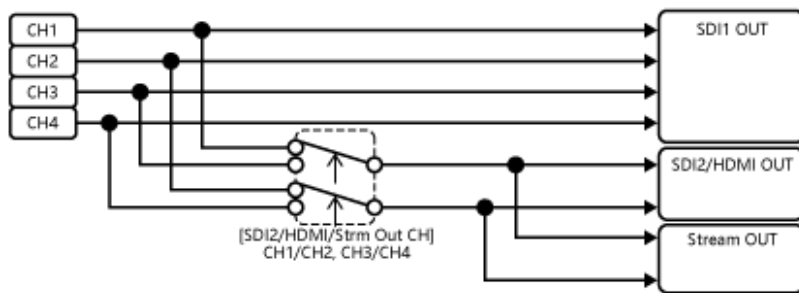 CH1
SDI1 OUT
CH2
CH3
CH4
SDI2/HDMI OUT
Stream OUT
[SDI2/HDMI/Strm Out CH]
CH1/CH2, CH3/CH4